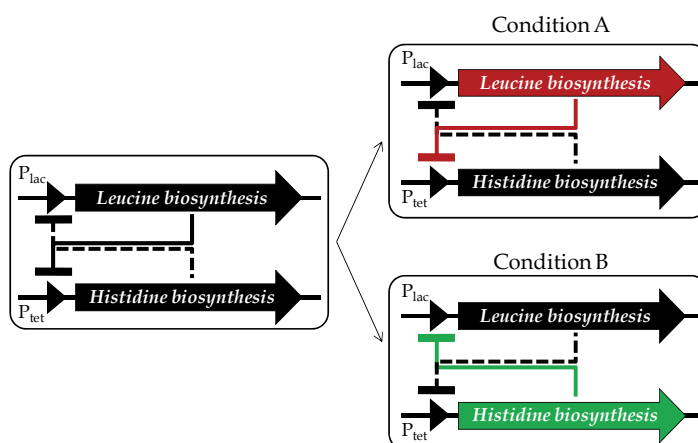 Condition A
P_lac
Leucine biosynthesis
P_tet
Histidine biosynthesis
P_lac
Leucine biosynthesis
P_tet
Histidine biosynthesis
Condition B
P_lac
Leucine biosynthesis
P_tet
Histidine biosynthesis